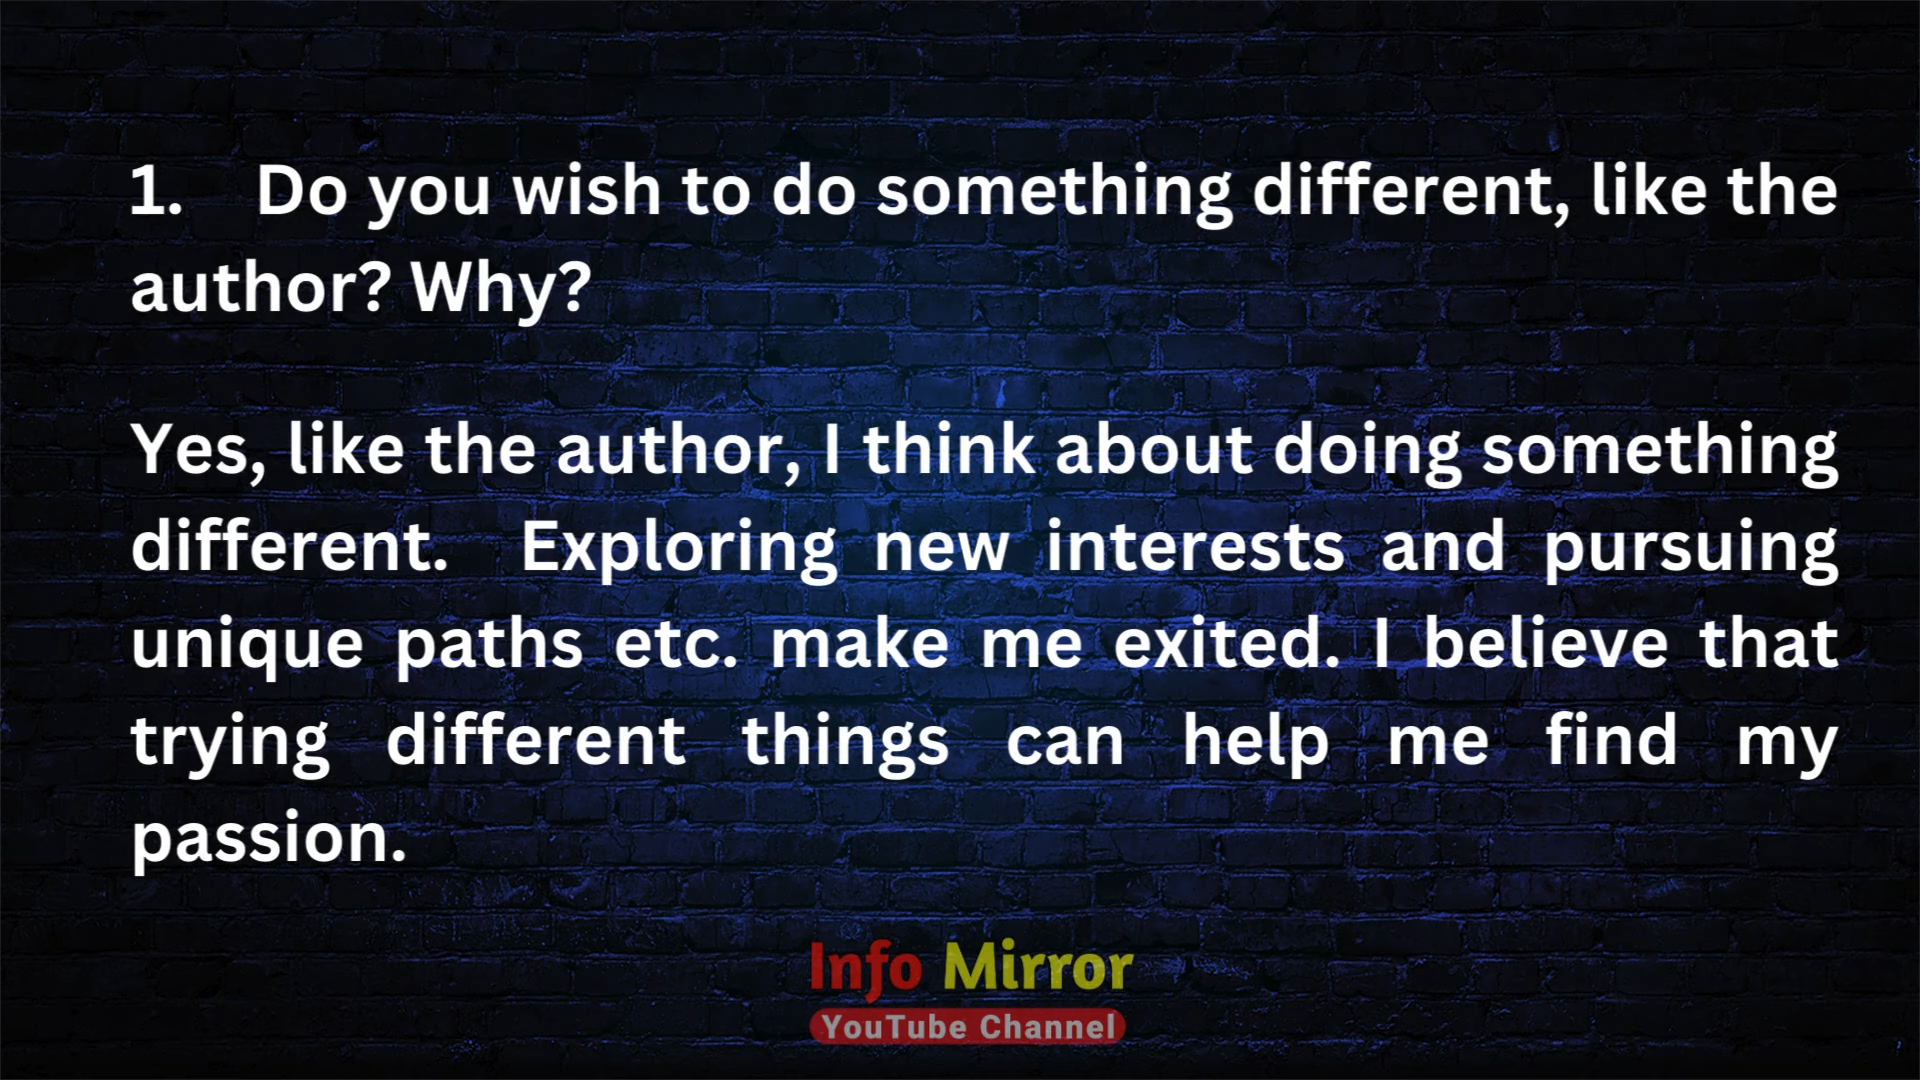 1. Do you wish to do something different, like the
author? Why?
Yes, like the author, I think about doing something
different. Exploring new interests and pursuing
unique paths etc. make me exited. I believe that
trying different things can help me find my
passion.
Info Mirror
YouTube Channel